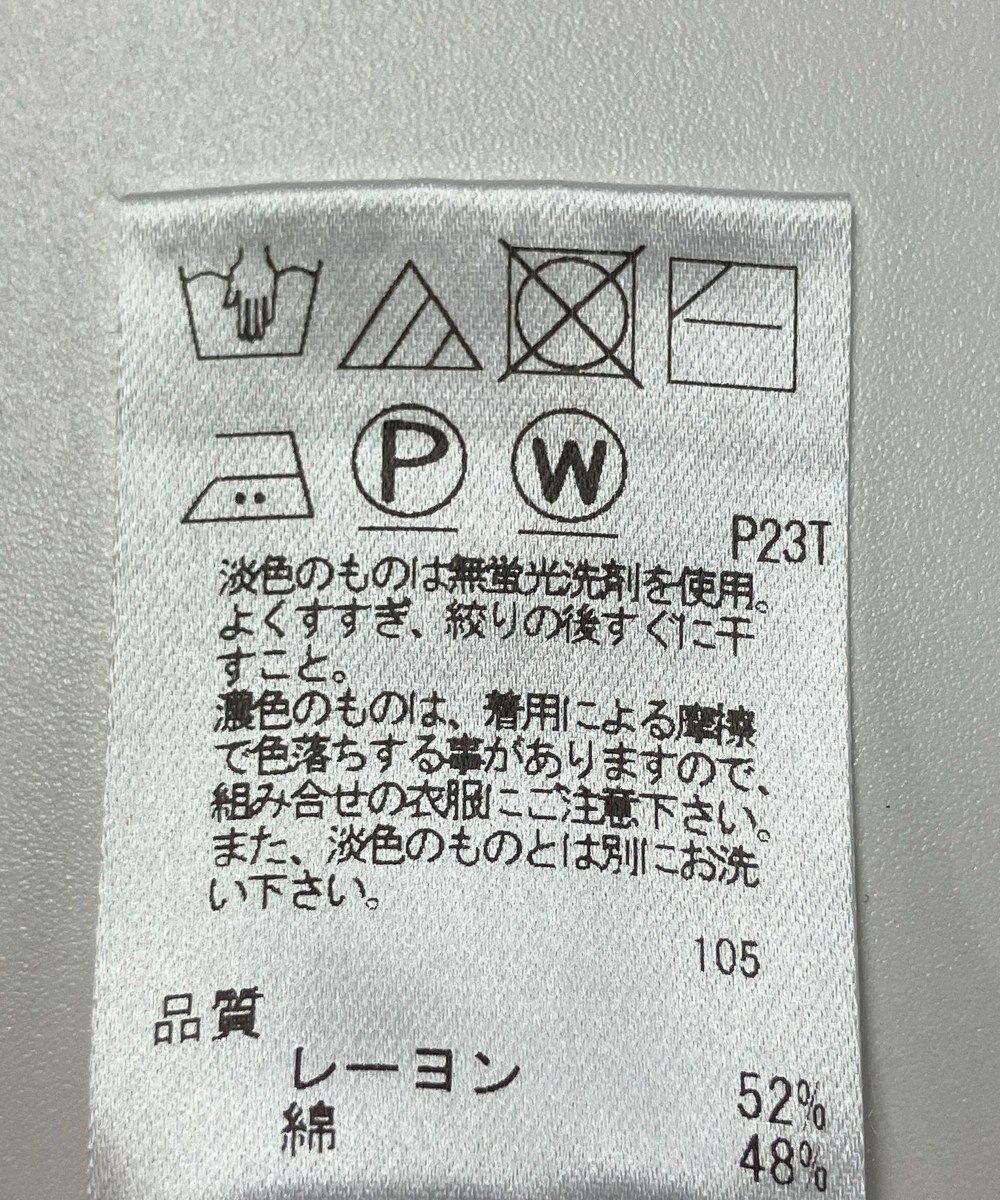 P W
P23T
淡色のものは無蛍光洗剤を使用。
よくすすぎ、絞りの後すぐに干
すこと。
濃色のものは、着用による摩擦
で色落ちする事がありますので、
組み合せの衣服にご注意下さい。
また、淡色のものとは別にお洗
い下さい。
105
品質
レーヨン 52%
綿 48%